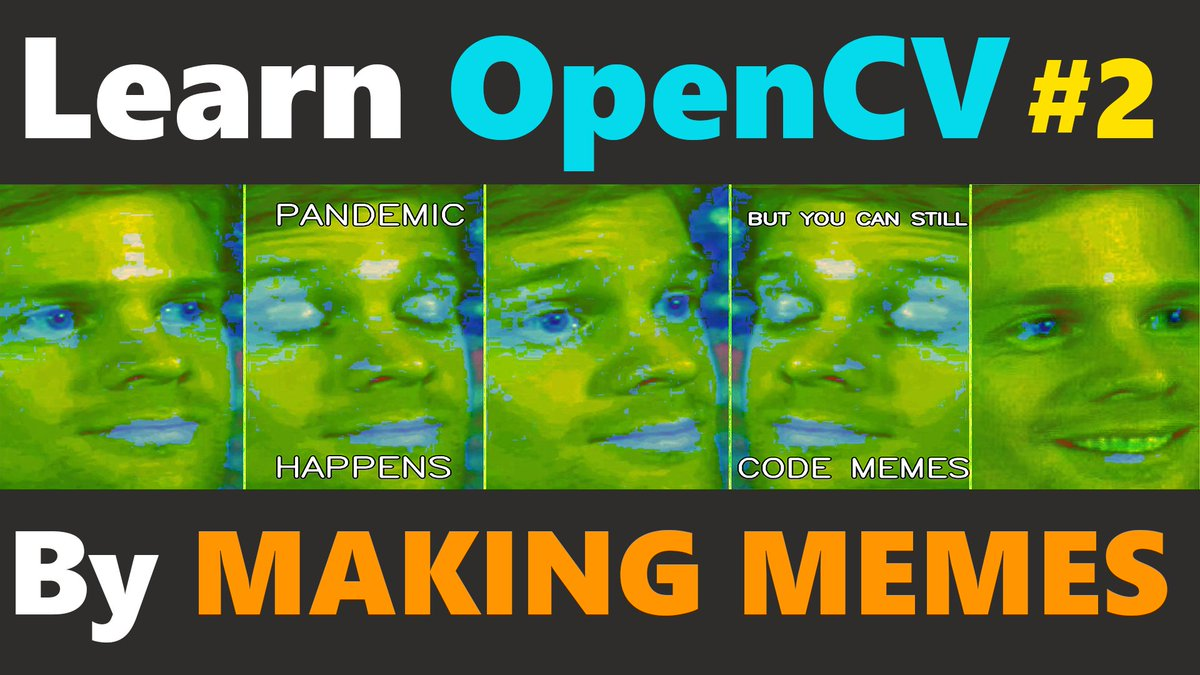 Learn OpenCV #2
PANDEMIC
HAPPENS
BUT YOU CAN STILL
CODE MEMES
By MAKING MEMES